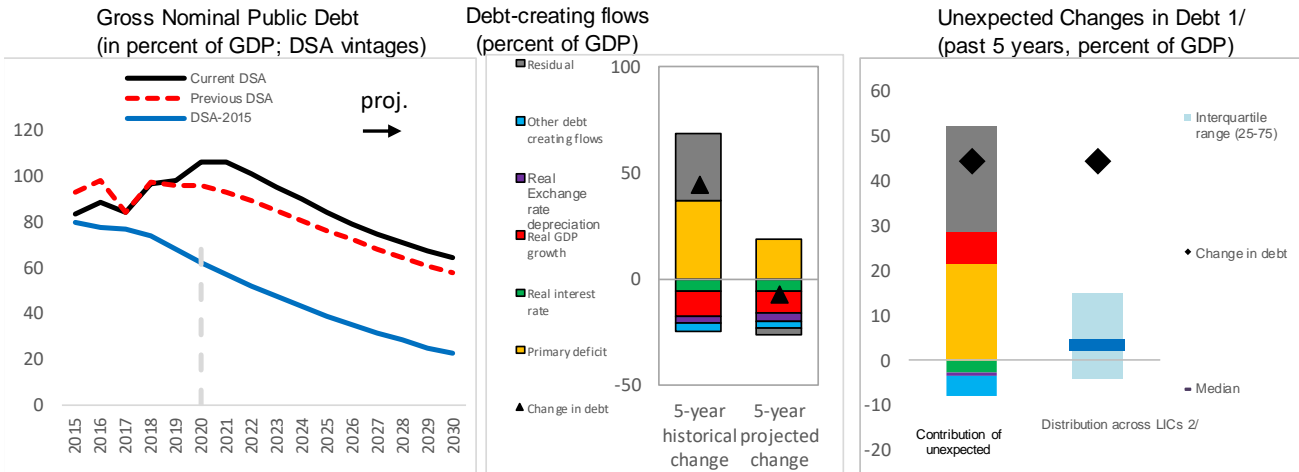 Gross Nominal Public Debt
(in percent of GDP; DSA vintages)
Current DSA
Previous DSA
DSA-2015
proj.
120
100
80
60
40
20
0
2015
2016
2017
2018
2019
2020
2021
2022
2023
2024
2025
2026
2027
2028
2029
2030
Debt-creating flows
(percent of GDP)
Residual
Other debt
creating flows
Real
Exchange
rate
depreciation
Real GDP
growth
Real interest
rate
Primary deficit
Change in debt
100
50
0
-50
5-year
historical
change
5-year
projected
change
Unexpected Changes in Debt 1/
(past 5 years, percent of GDP)
60
50
40
30
20
10
0
-10
-20
Interquartile
range (25-75)
Change in debt
Median
Contribution of
unexpected
Distribution across LICs 2/